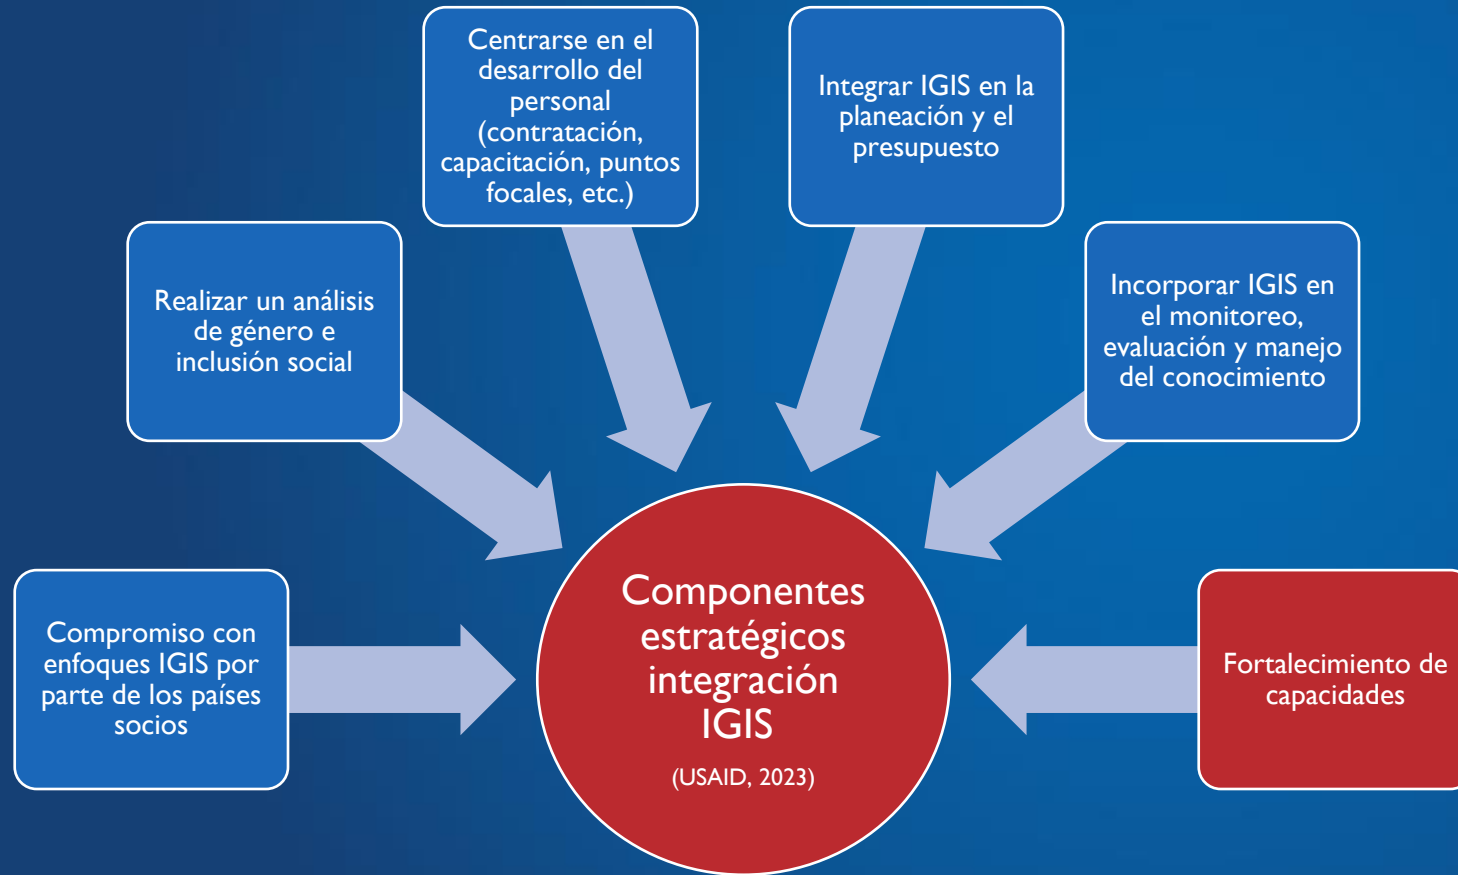 Centrarse en el
desarrollo del
personal
(contratación,
capacitación, puntos
focales, etc.)
Integrar IGIS en la
planeación y el
presupuesto
Realizar un análisis
de género e
inclusión social
Incorporar IGIS en
el monitoreo,
evaluación y manejo
del conocimiento
Compromiso con
enfoques IGIS por
parte de los países
socios
Componentes
estratégicos
integración
IGIS
(USAID, 2023)
Fortalecimiento de
capacidades